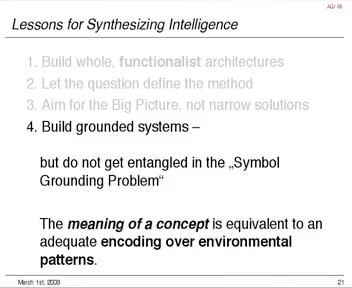 AGI 08
Lessons for Synthesizing Intelligence
1. Build whole, functionalist architectures
2. Let the question define the method
3. Aim for the Big Picture, not narrow solutions
4. Build grounded systems –
but do not get entangled in the „Symbol
Grounding Problem“
The meaning of a concept is equivalent to an
adequate encoding over environmental
patterns.
March 1st, 2008
21